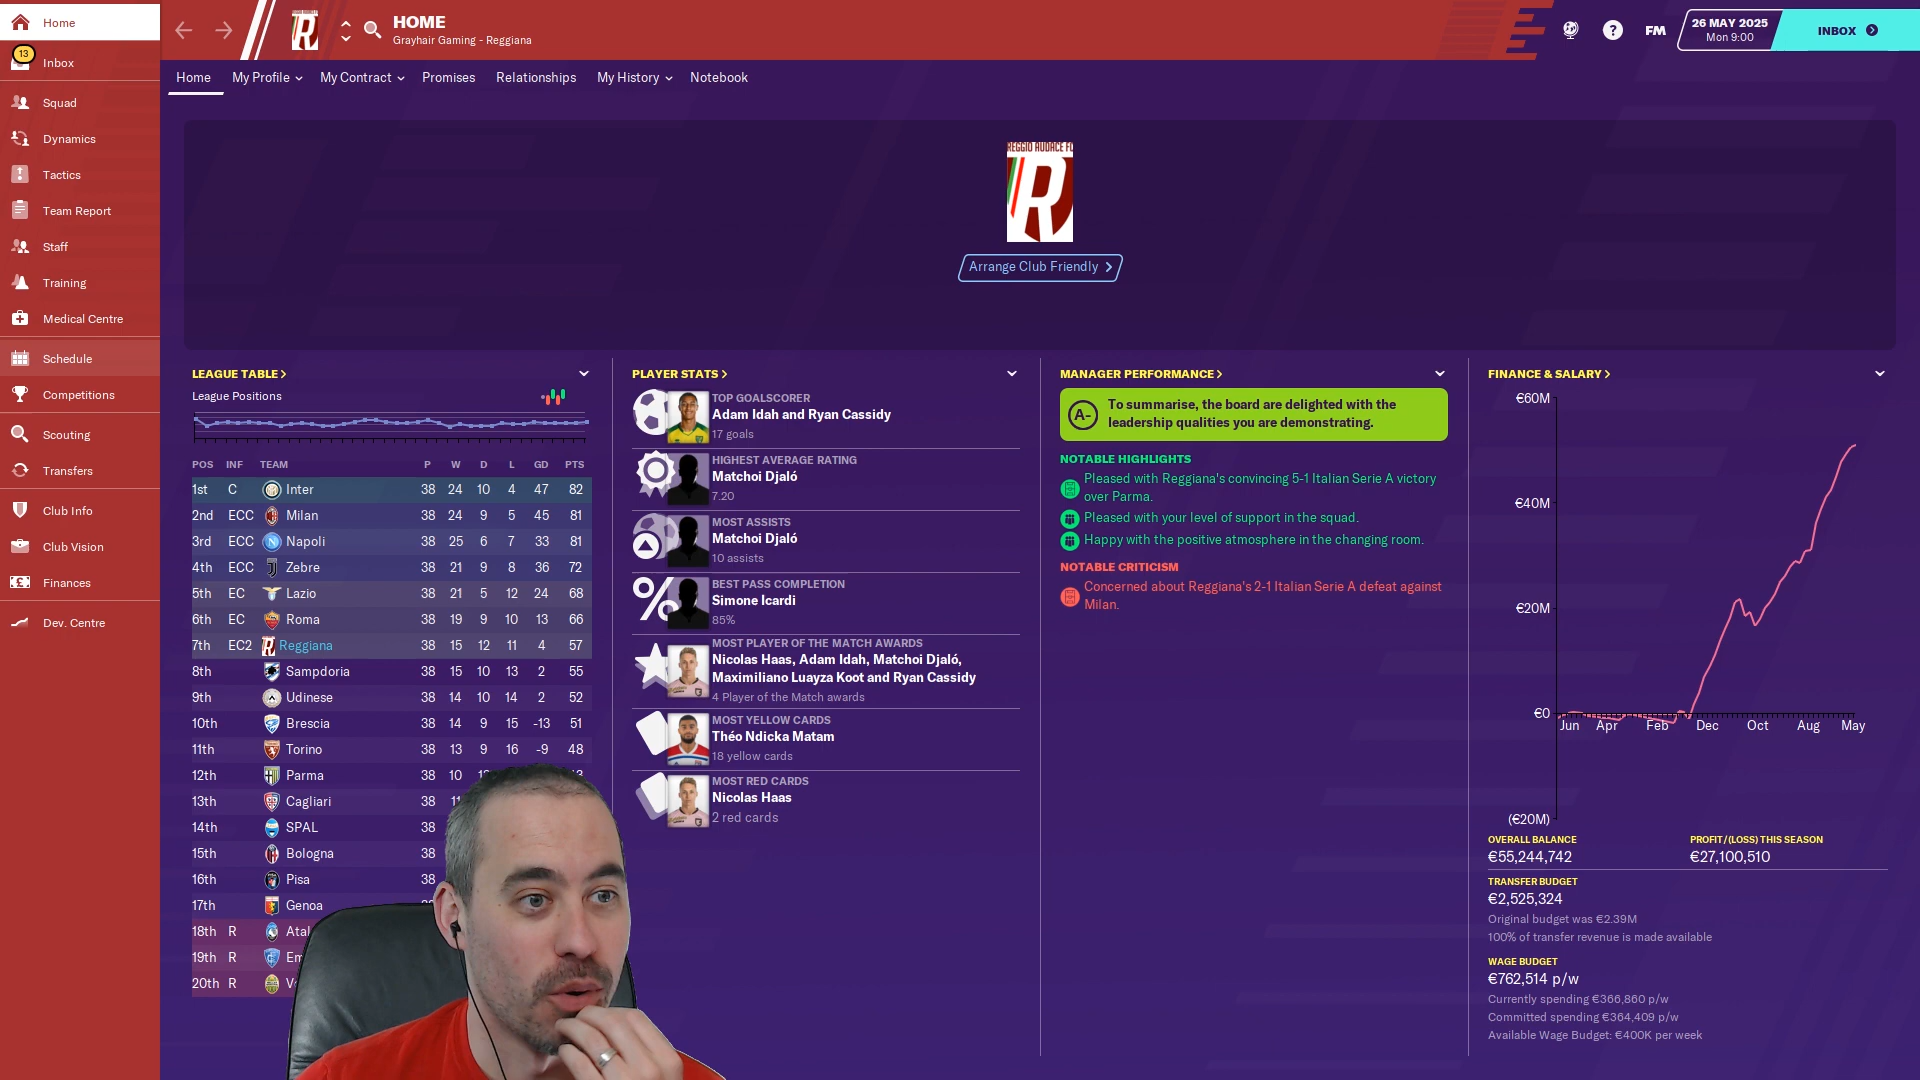 Home
13
Inbox
Squad
Dynamics
Tactics
Team Report
Staff
Training
Medical Centre
Schedule
Competitions
Scouting
Transfers
Club Info
Club Vision
Finances
Dev. Centre
R
HOME
Grayhair Gaming - Reggiana
?
FM
26 MAY 2025
Mon 9:00
INBOX
Home
My Profile
My Contract
Promises
Relationships
My History
Notebook
REGGIO AUDACE FC
R
Arrange Club Friendly
LEAGUE TABLE
League Positions
POS INF TEAM P W D L GD PTS
1st C Inter 38 24 10 4 47 82
2nd ECC Milan 38 24 9 5 45 81
3rd ECC Napoli 38 25 6 7 33 81
4th ECC Zebre 38 21 9 8 36 72
5th EC Lazio 38 21 5 12 24 68
6th EC Roma 38 19 9 10 13 66
7th EC2 Reggiana 38 15 12 11 4 57
8th Sampdoria 38 15 10 13 2 55
9th Udinese 38 14 10 14 2 52
10th Brescia 38 14 9 15 -13 51
11th Torino 38 13 9 16 -9 48
12th Parma 38 10
13th Cagliari 38
14th SPAL 38
15th Bologna 38
16th Pisa 38
17th Genoa
18th R Atal
19th R Em
20th R
PLAYER STATS
TOP GOALSCORER
Adam Idah and Ryan Cassidy
17 goals
HIGHEST AVERAGE RATING
Matchoi Djaló
7.20
MOST ASSISTS
Matchoi Djaló
10 assists
BEST PASS COMPLETION
Simone Icardi
85%
MOST PLAYER OF THE MATCH AWARDS
Nicolas Haas, Adam Idah, Matchoi Djaló,
Maximiliano Luayza Koot and Ryan Cassidy
4 Player of the Match awards
MOST YELLOW CARDS
Théo Ndicka Matam
18 yellow cards
MOST RED CARDS
Nicolas Haas
2 red cards
MANAGER PERFORMANCE
A-
To summarise, the board are delighted with the
leadership qualities you are demonstrating.
NOTABLE HIGHLIGHTS
Pleased with Reggiana's convincing 5-1 Italian Serie A victory
over Parma.
Pleased with your level of support in the squad.
Happy with the positive atmosphere in the changing room.
NOTABLE CRITICISM
Concerned about Reggiana's 2-1 Italian Serie A defeat against
Milan.
FINANCE & SALARY
€60M
€40M
€20M
€0
Jun Apr Feb Dec Oct Aug May
(€20M)
OVERALL BALANCE
€55,244,742
PROFIT/(LOSS) THIS SEASON
€27,100,510
TRANSFER BUDGET
€2,525,324
Original budget was €2.39M
100% of transfer revenue is made available
WAGE BUDGET
€762,514 p/w
Currently spending €366,860 p/w
Committed spending €364,409 p/w
Available Wage Budget: €400K per week